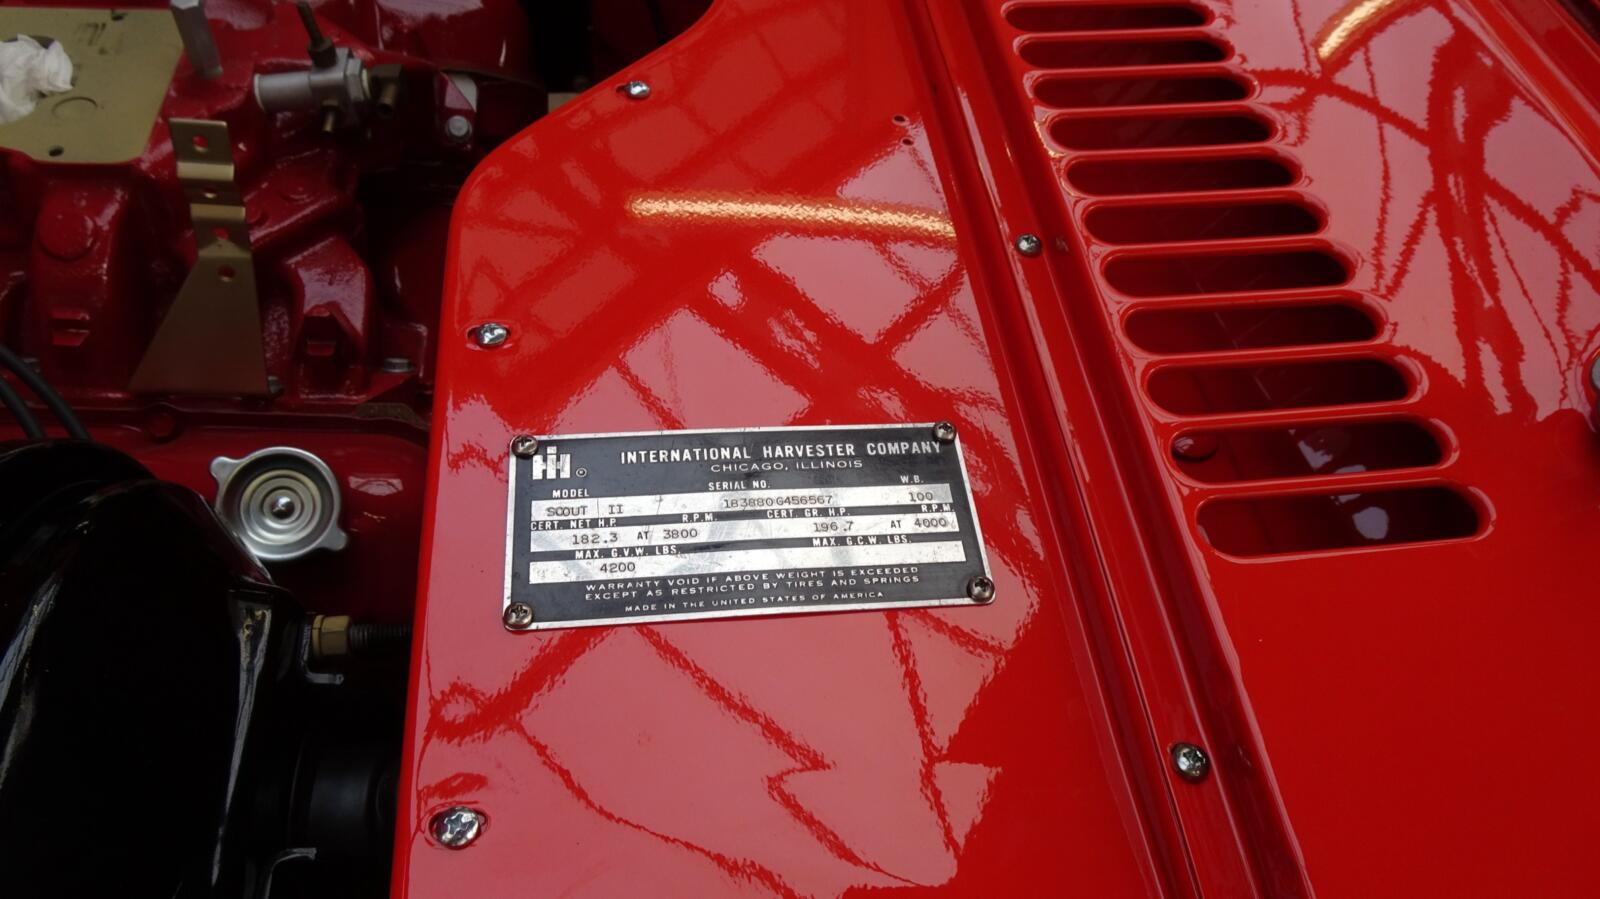 IH ® INTERNATIONAL HARVESTER COMPANY
CHICAGO, ILLINOIS
MODEL SERIAL NO. W.B.
SCOUT II 183880G456567 100
CERT. NET H.P. R.P.M. CERT. GR. H.P. R.P.M.
182.3 AT 3800 196.7 AT 4000
MAX. G.V.W. LBS. MAX. G.C.W. LBS.
4200
WARRANTY VOID IF ABOVE WEIGHT IS EXCEEDED
EXCEPT AS RESTRICTED BY TIRES AND SPRINGS
MADE IN THE UNITED STATES OF AMERICA